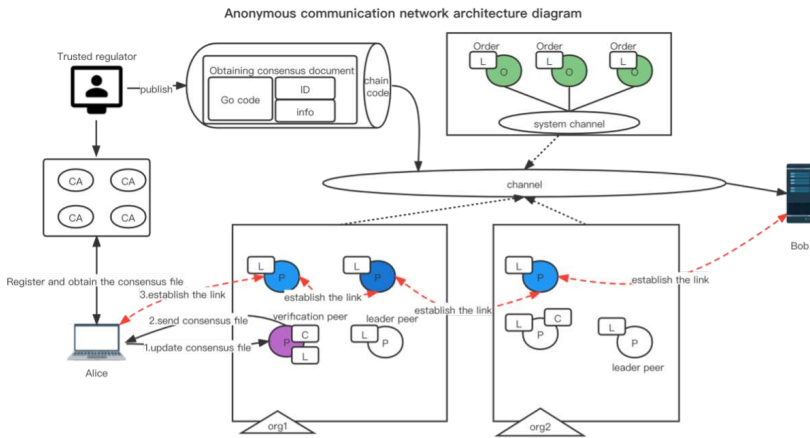 Anonymous communication network architecture diagram
Trusted regulator
publish
Obtaining consensus document
Go code
ID
info
chain
code
Order
Order
Order
L
O
L
O
L
O
system channel
CA
CA
CA
CA
channel
Bob
Register and obtain the consensus file
3.establish the link
L
P
L
P
establish the link
L
P
establish the link
establish the link
2.send consensus file
verification peer
leader peer
1.update consensus file
P
C
L
L
P
L
C
P
L
P
leader peer
Alice
org1
org2